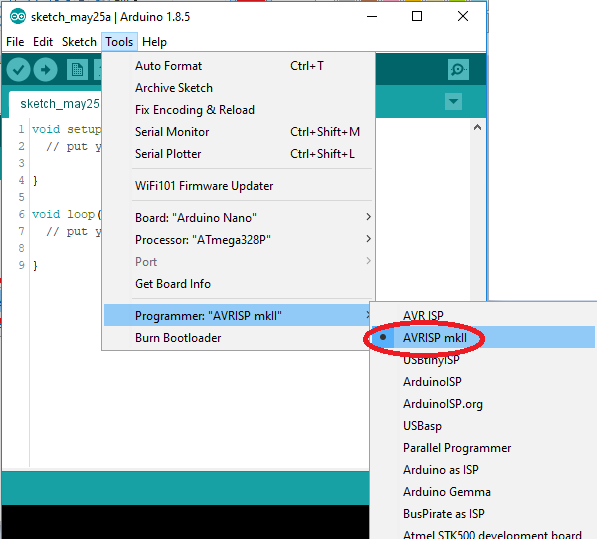 sketch_may25a | Arduino 1.8.5
File Edit Sketch Tools Help
sketch_may25
Auto Format Ctrl+T
Archive Sketch
Fix Encoding & Reload
Serial Monitor Ctrl+Shift+M
Serial Plotter Ctrl+Shift+L
WiFi101 Firmware Updater
Board: "Arduino Nano"
Processor: "ATmega328P"
Port
Get Board Info
Programmer: "AVRISP mkII"
Burn Bootloader
1 void setup
2 // put y
3
4 }
5
6 void loop(
7 // put y
8
9 }
AVR ISP
AVRISP mkII
USBtinyISP
ArduinoISP
ArduinoISP.org
USBasp
Parallel Programmer
Arduino as ISP
Arduino Gemma
BusPirate as ISP
Atmel STK500 development board